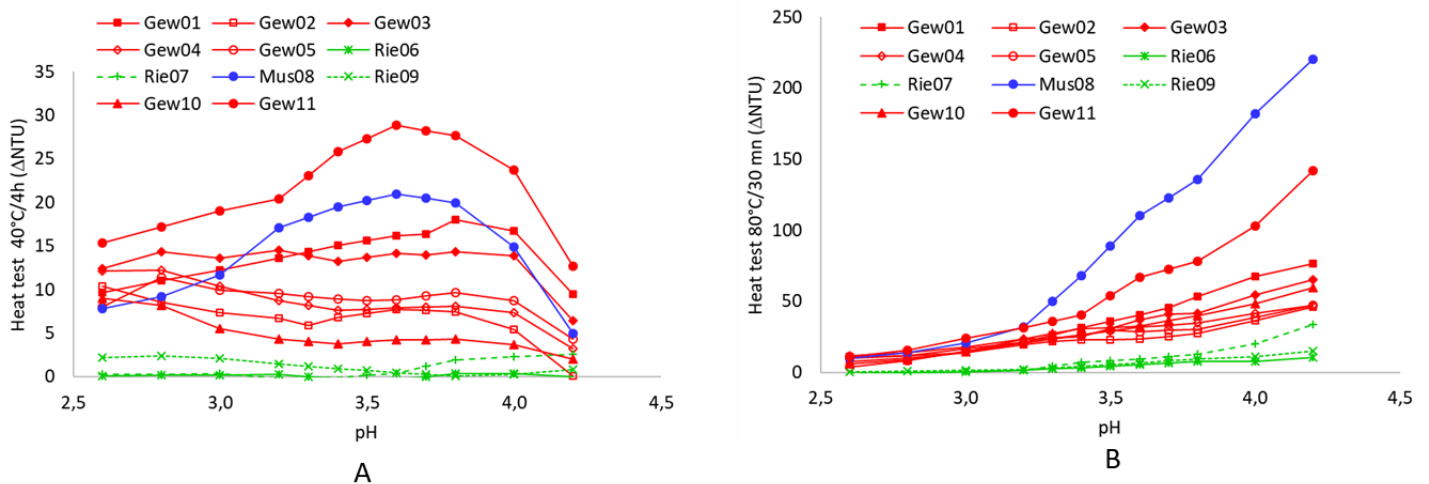 Gew01 Gew02 Gew03
Gew04 Gew05 Rie06
Rie07 Mus08 Rie09
Gew10 Gew11
Heat test 40°C/4h (ΔNTU)
35
30
25
20
15
10
5
0
2,5 3,0 3,5 4,0 4,5
pH
A
Gew01 Gew02 Gew03
Gew04 Gew05 Rie06
Rie07 Mus08 Rie09
Gew10 Gew11
Heat test 80°C/30 mn (ΔNTU)
250
200
150
100
50
0
2,5 3,0 3,5 4,0 4,5
pH
B